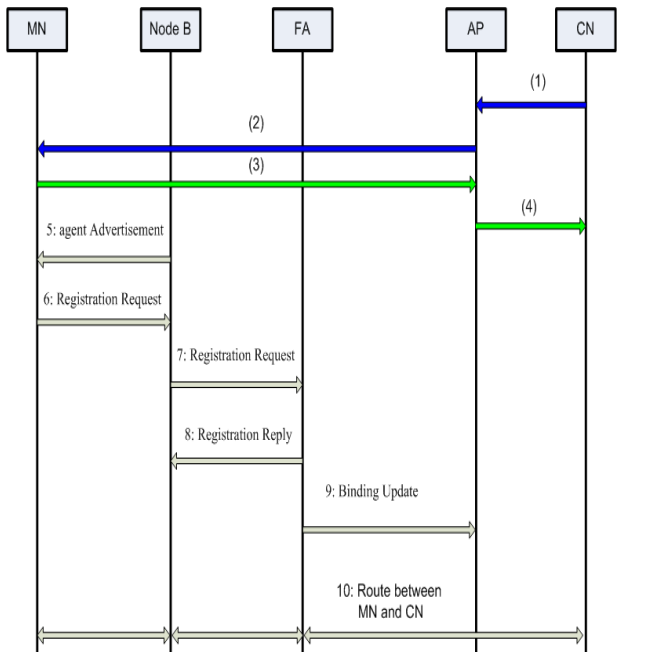 MN
Node B
FA
AP
CN
(1)
(2)
(3)
(4)
5: agent Advertisement
6: Registration Request
7: Registration Request
8: Registration Reply
9: Binding Update
10: Route between
MN and CN